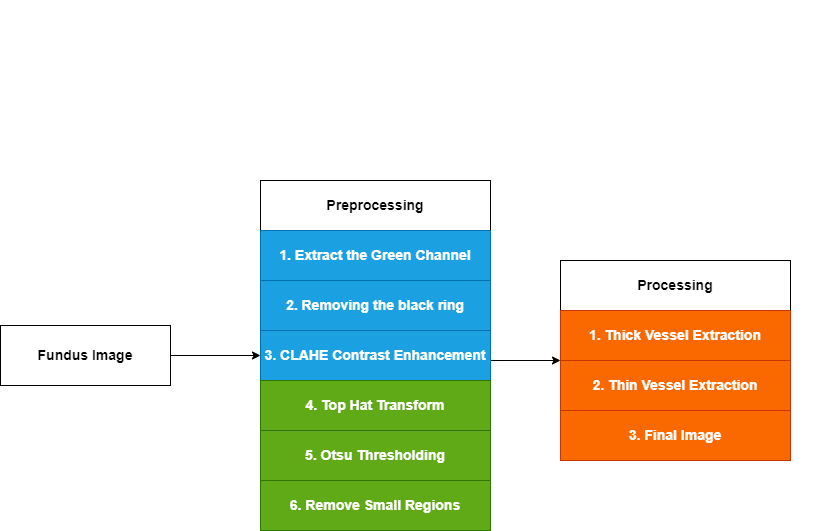 Fundus Image
Preprocessing
1. Extract the Green Channel
2. Removing the black ring
3. CLAHE Contrast Enhancement
4. Top Hat Transform
5. Otsu Thresholding
6. Remove Small Regions
Processing
1. Thick Vessel Extraction
2. Thin Vessel Extraction
3. Final Image